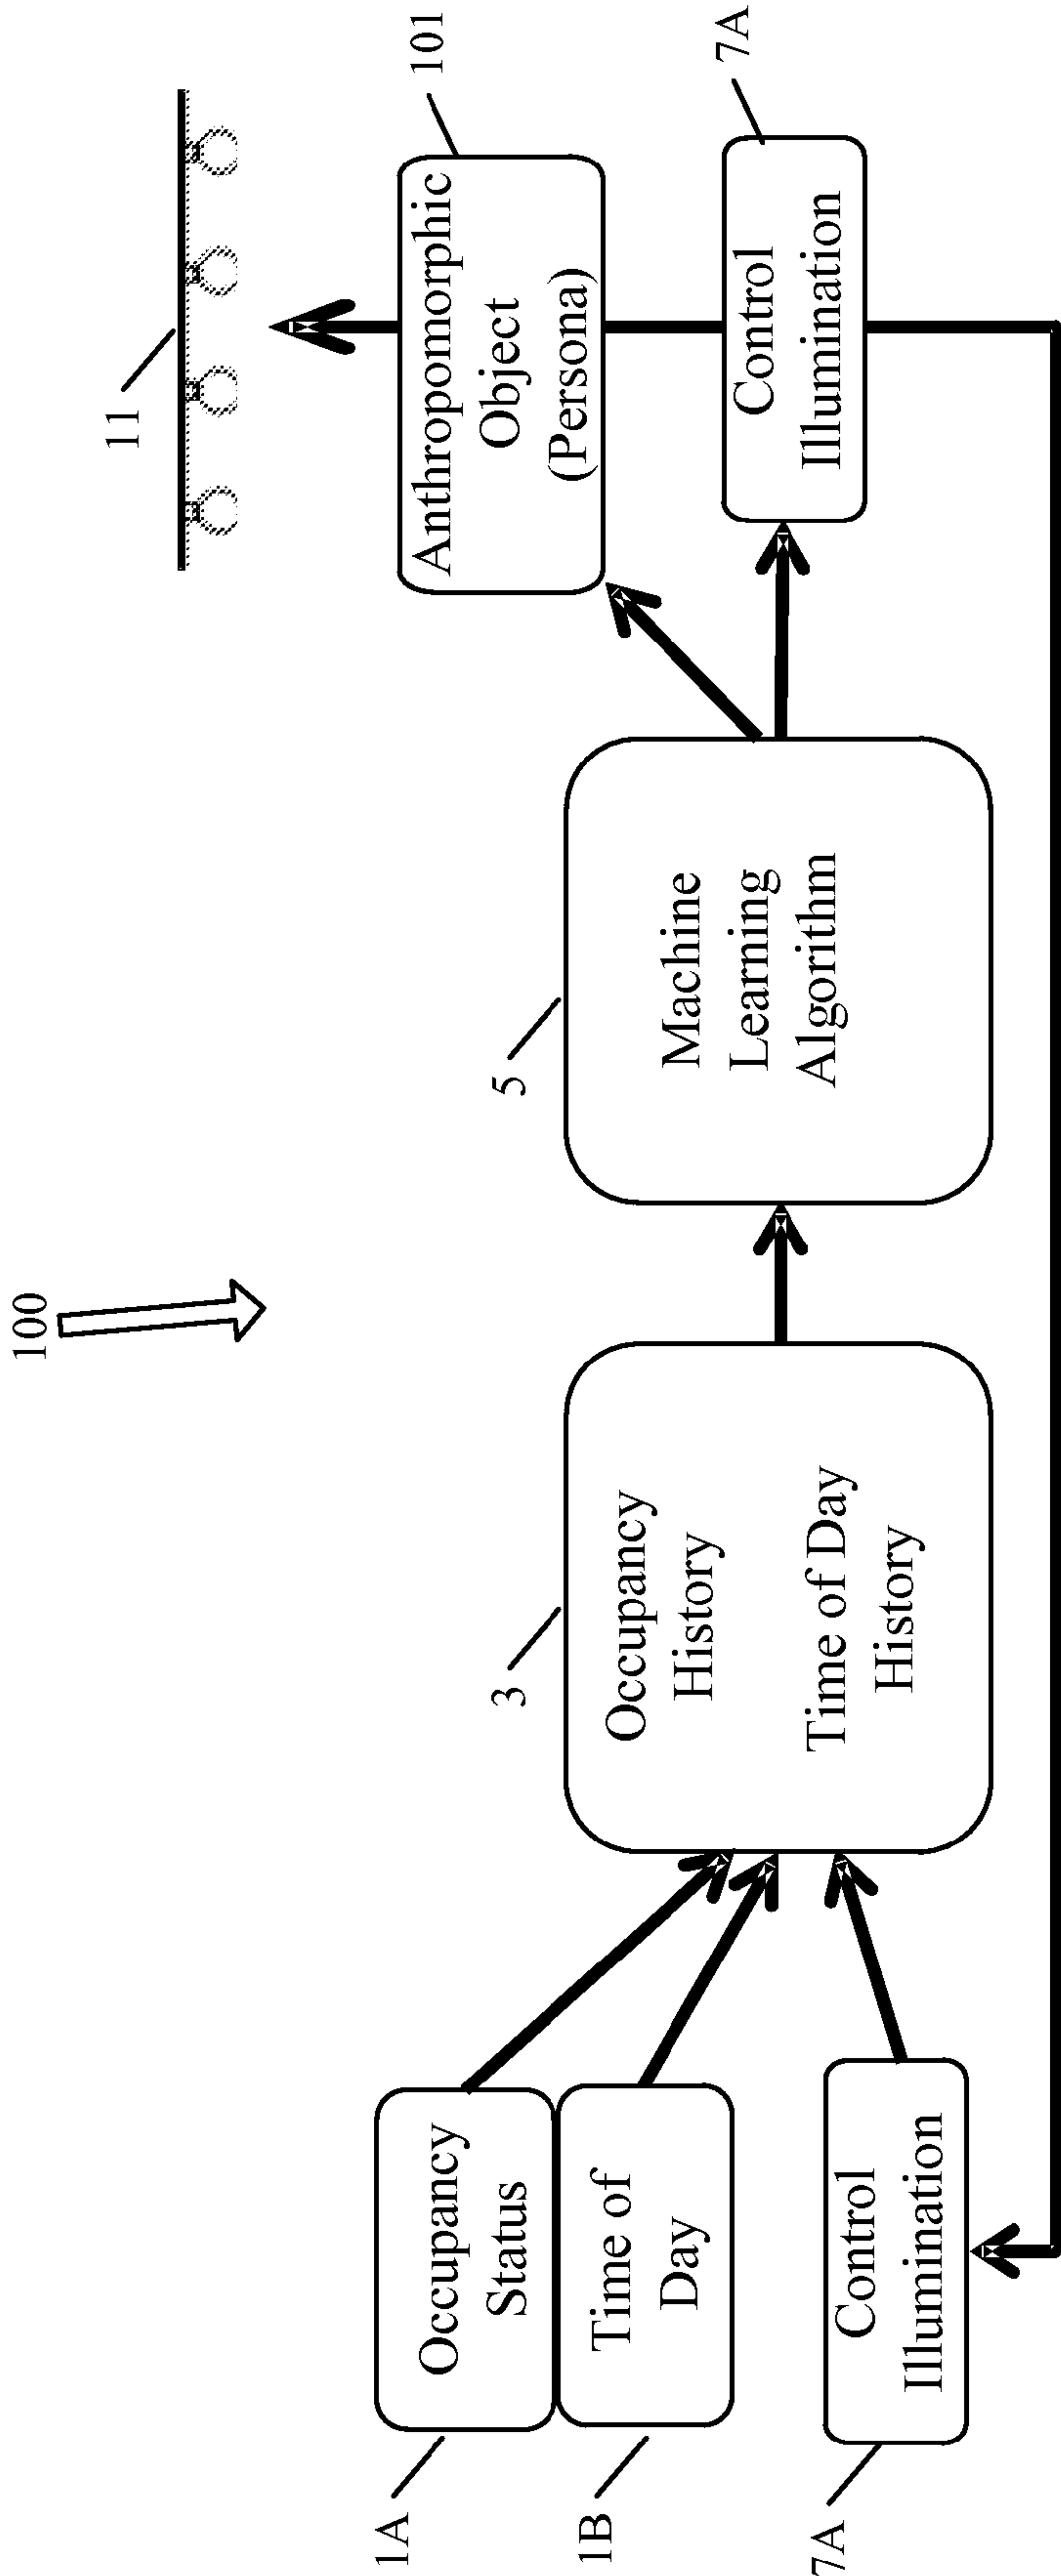 100
11
1A
Occupancy
Status
1B
Time of
Day
7A
Control
Illumination
3
Occupancy
History
Time of Day
History
5
Machine
Learning
Algorithm
101
Anthropomorphic
Object
(Persona)
7A
Control
Illumination